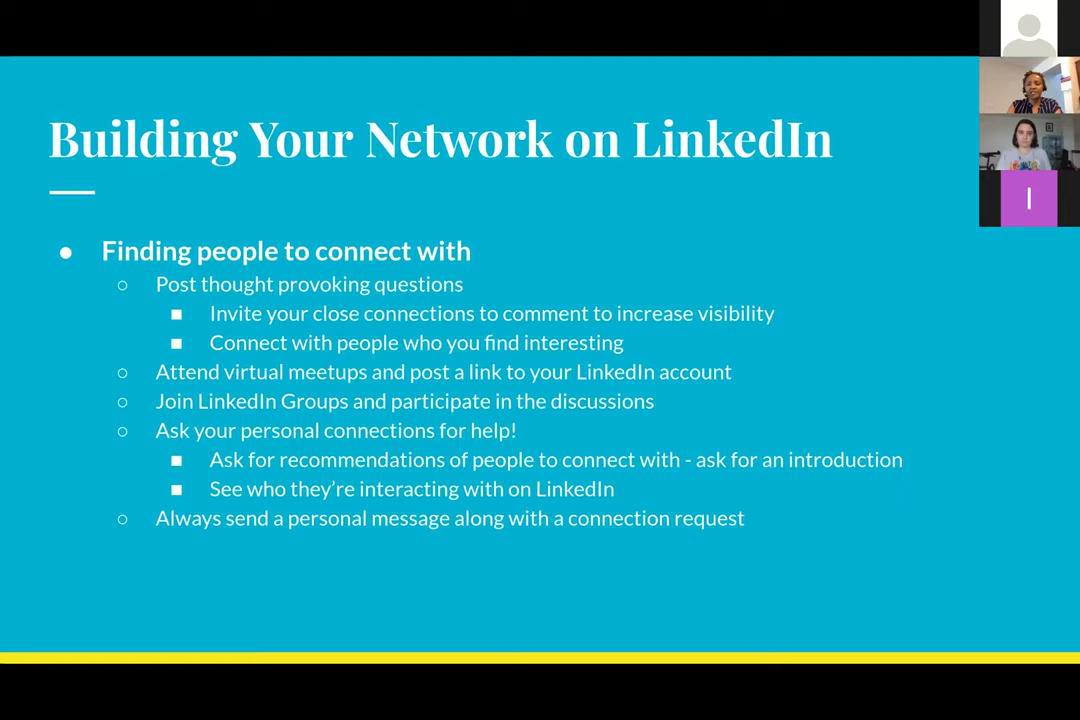 Building Your Network on LinkedIn
● Finding people to connect with
○ Post thought provoking questions
■ Invite your close connections to comment to increase visibility
■ Connect with people who you find interesting
○ Attend virtual meetups and post a link to your LinkedIn account
○ Join LinkedIn Groups and participate in the discussions
○ Ask your personal connections for help!
■ Ask for recommendations of people to connect with - ask for an introduction
■ See who they’re interacting with on LinkedIn
○ Always send a personal message along with a connection request
I